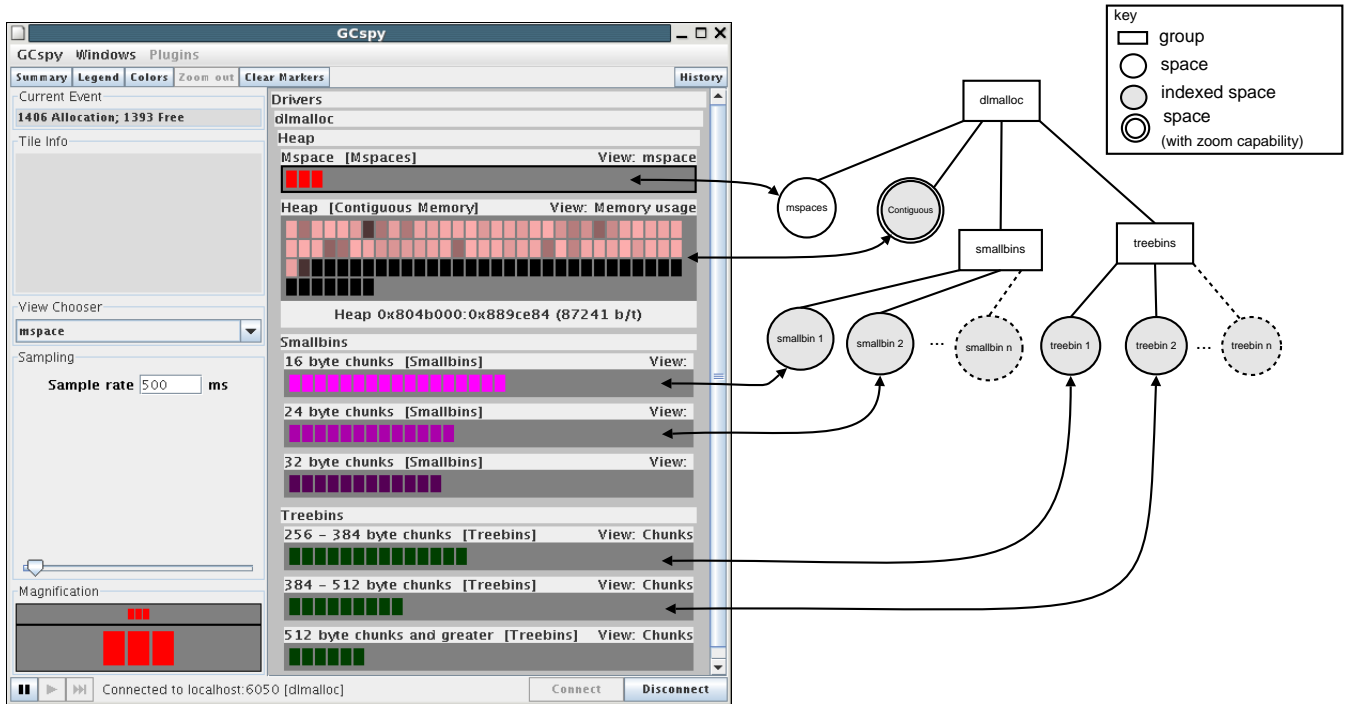 GCspy
GCspy Windows Plugins
Summary Legend Colors Zoom out Clear Markers History
Current Event
1406 Allocation; 1393 Free
Tile Info
View Chooser
mspace
Sampling
Sample rate 500 ms
Magnification
Drivers
dlmalloc
Heap
Mspace [Mspaces] View: mspace
Heap [Contiguous Memory] View: Memory usage
Heap 0x804b000:0x889ce84 (87241 b/t)
Smallbins
16 byte chunks [Smallbins] View:
24 byte chunks [Smallbins] View:
32 byte chunks [Smallbins] View:
Treebins
256 – 384 byte chunks [Treebins] View: Chunks
384 – 512 byte chunks [Treebins] View: Chunks
512 byte chunks and greater [Treebins] View: Chunks
Connected to localhost:6050 [dlmalloc]
Connect Disconnect
key
group
space
indexed space
space
(with zoom capability)
dlmalloc
mspaces
Contiguous
smallbins
treebins
smallbin 1
smallbin 2
...
smallbin n
treebin 1
treebin 2
...
treebin n